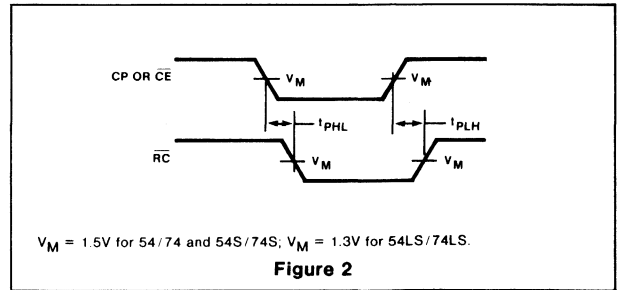 CP OR C̅E̅ V_M V_M
t_PHL t_PLH
R̅C̅ V_M V_M
V_M = 1.5V for 54/74 and 54S/74S; V_M = 1.3V for 54LS/74LS.
Figure 2